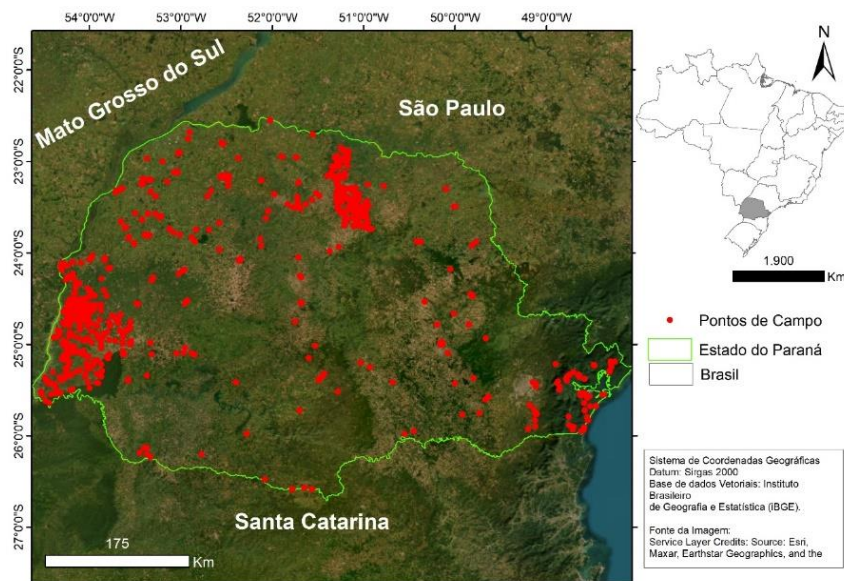 54°0'0"W 53°0'0"W 52°0'0"W 51°0'0"W 50°0'0"W 49°0'0"W
22°0'0"S
23°0'0"S
24°0'0"S
25°0'0"S
26°0'0"S
27°0'0"S
Mato Grosso do Sul
São Paulo
Santa Catarina
175
Km
N
1.900
Km
Pontos de Campo
Estado do Paraná
Brasil
Sistema de Coordenadas Geográficas
Datum: Sirgas 2000
Base de dados Vetoriais: Instituto
Brasileiro
de Geografia e Estatística (IBGE).
Fonte da Imagem:
Service Layer Credits: Source: Esri,
Maxar, Earthstar Geographics, and the